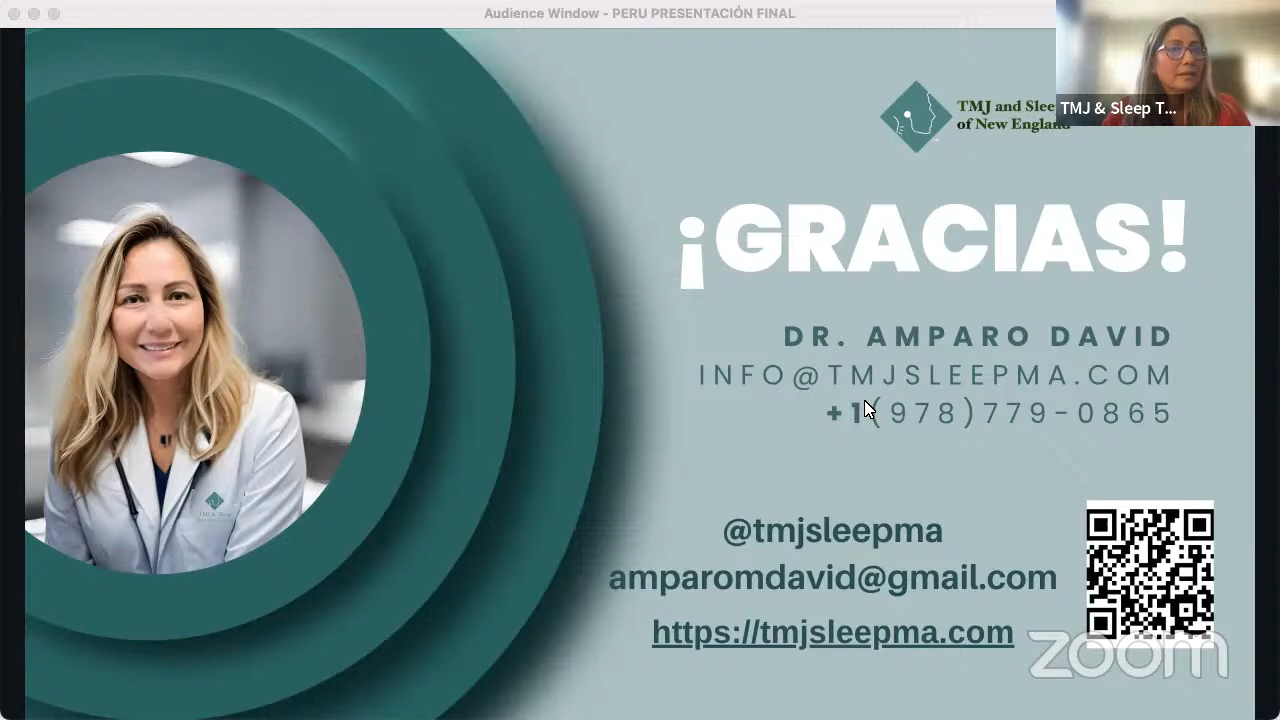 Audience Window - PERU PRESENTACIÓN FINAL
TMJ & Sleep T...
TMJ and Slee
of New England
¡GRACIAS!
DR. AMPARO DAVID
INFO@TMJSLEEPMA.COM
+1(978)779-0865
@tmjsleepma
amparomdavid@gmail.com
https://tmjsleepma.com
zoom